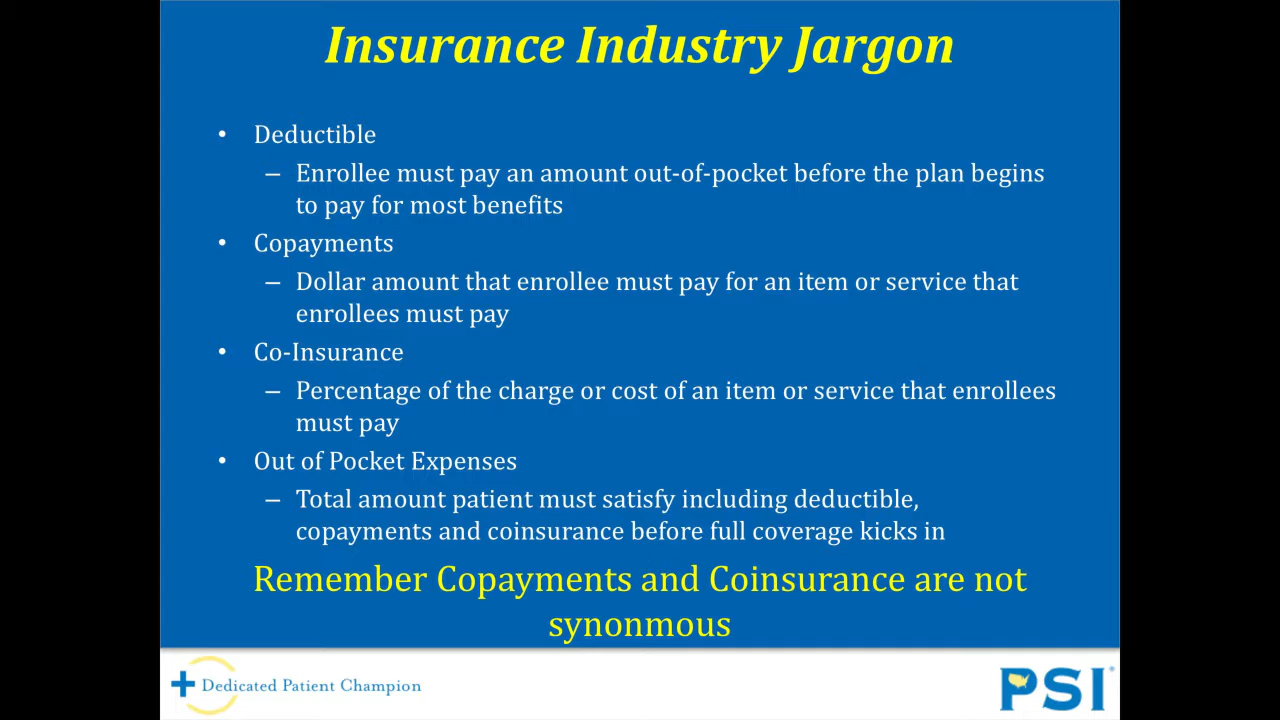 Insurance Industry Jargon
• Deductible
– Enrollee must pay an amount out-of-pocket before the plan begins
to pay for most benefits
• Copayments
– Dollar amount that enrollee must pay for an item or service that
enrollees must pay
• Co-Insurance
– Percentage of the charge or cost of an item or service that enrollees
must pay
• Out of Pocket Expenses
– Total amount patient must satisfy including deductible,
copayments and coinsurance before full coverage kicks in
Remember Copayments and Coinsurance are not
synonmous
Dedicated Patient Champion
PSI®